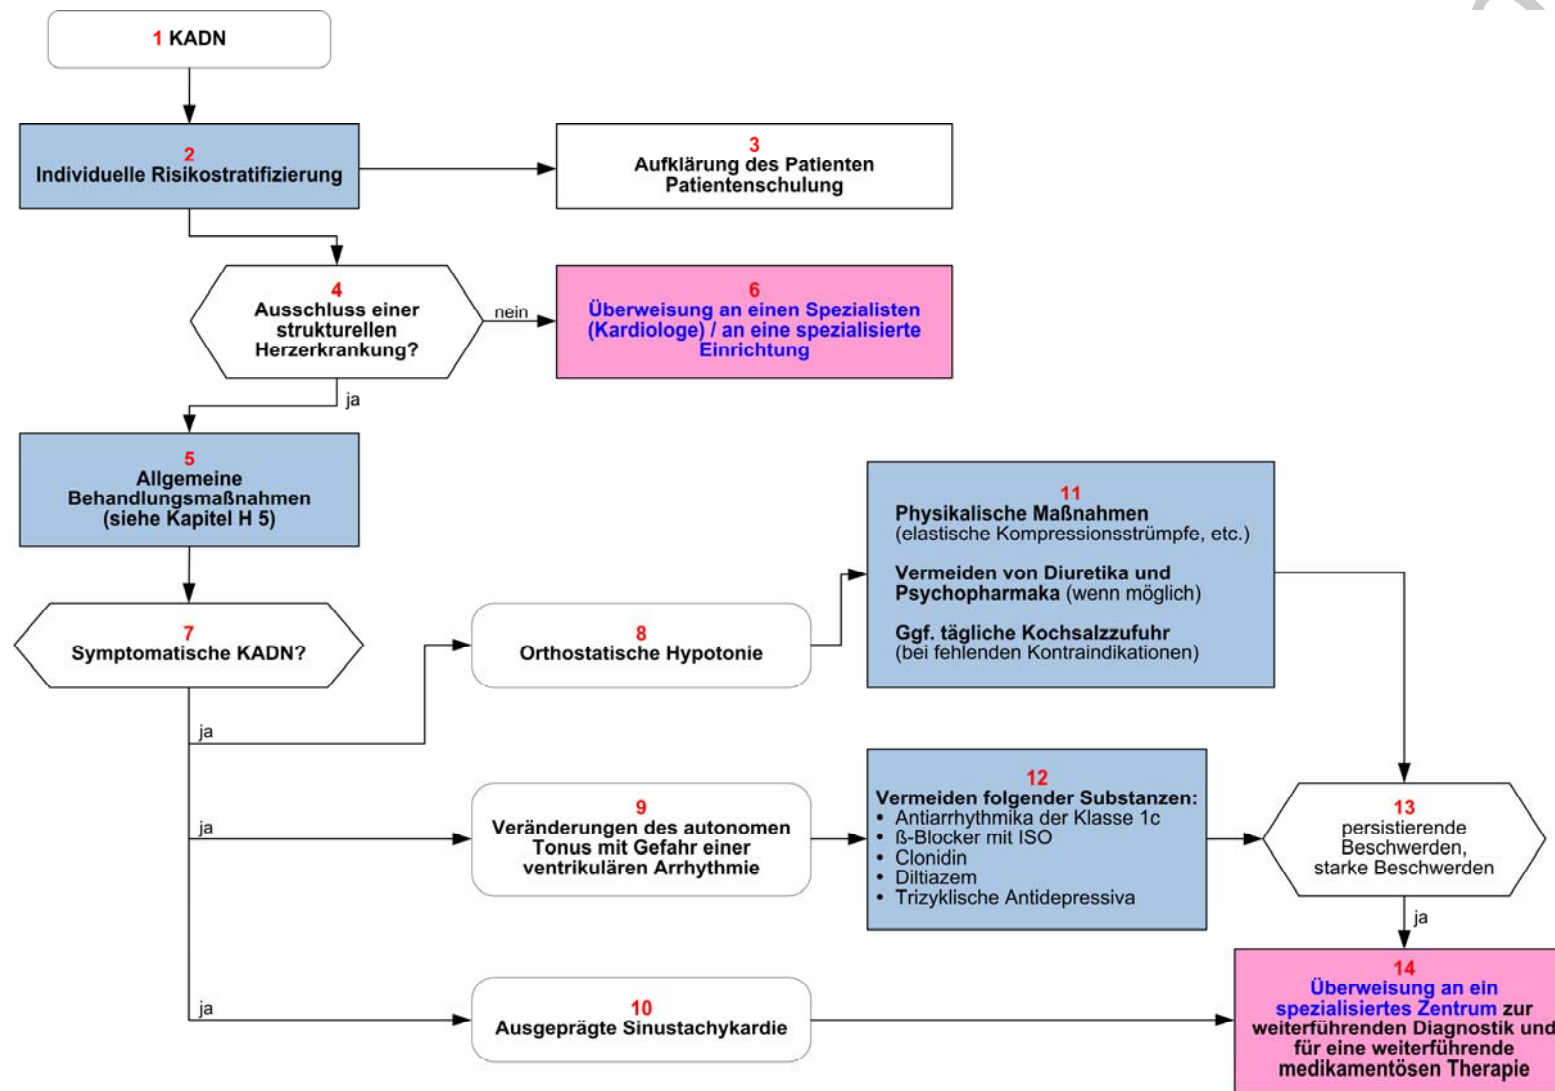 1 KADN
2
Individuelle Risikostratifizierung
3
Aufklärung des Patienten
Patientenschulung
4
Ausschluss einer
strukturellen
Herzerkrankung?
nein
6
Überweisung an einen Spezialisten
(Kardiologe) / an eine spezialisierte
Einrichtung
ja
5
Allgemeine
Behandlungsmaßnahmen
(siehe Kapitel H 5)
7
Symptomatische KADN?
ja
8
Orthostatische Hypotonie
11
Physikalische Maßnahmen
(elastische Kompressionsstrümpfe, etc.)
Vermeiden von Diuretika und
Psychopharmaka (wenn möglich)
Ggf. tägliche Kochsalzzufuhr
(bei fehlenden Kontraindikationen)
ja
9
Veränderungen des autonomen
Tonus mit Gefahr einer
ventrikulären Arrhythmie
12
Vermeiden folgender Substanzen:
• Antiarrhythmika der Klasse 1c
• ß-Blocker mit ISO
• Clonidin
• Diltiazem
• Trizyklische Antidepressiva
13
persistierende
Beschwerden,
starke Beschwerden
ja
ja
10
Ausgeprägte Sinustachykardie
14
Überweisung an ein
spezialisiertes Zentrum zur
weiterführenden Diagnostik und
für eine weiterführende
medikamentösen Therapie